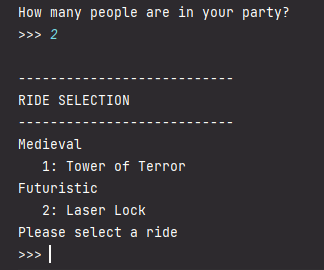 How many people are in your party?
>>> 2
---------------------------
RIDE SELECTION
---------------------------
Medieval
   1: Tower of Terror
Futuristic
   2: Laser Lock
Please select a ride
>>>